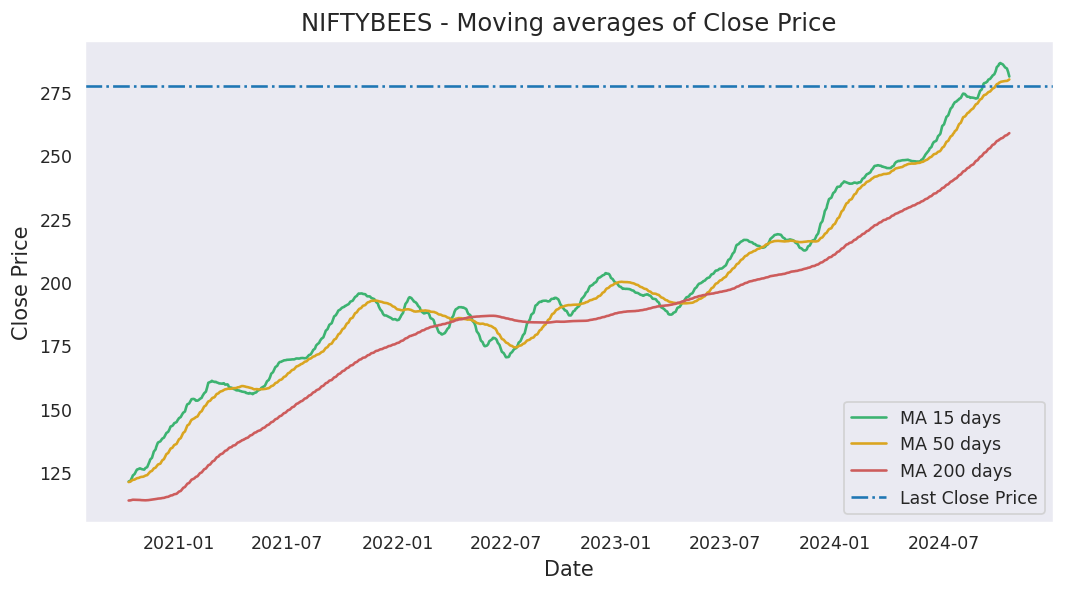 NIFTYBEES - Moving averages of Close Price
Close Price
275
250
225
200
175
150
125
MA 15 days
MA 50 days
MA 200 days
Last Close Price
2021-01 2021-07 2022-01 2022-07 2023-01 2023-07 2024-01 2024-07
Date